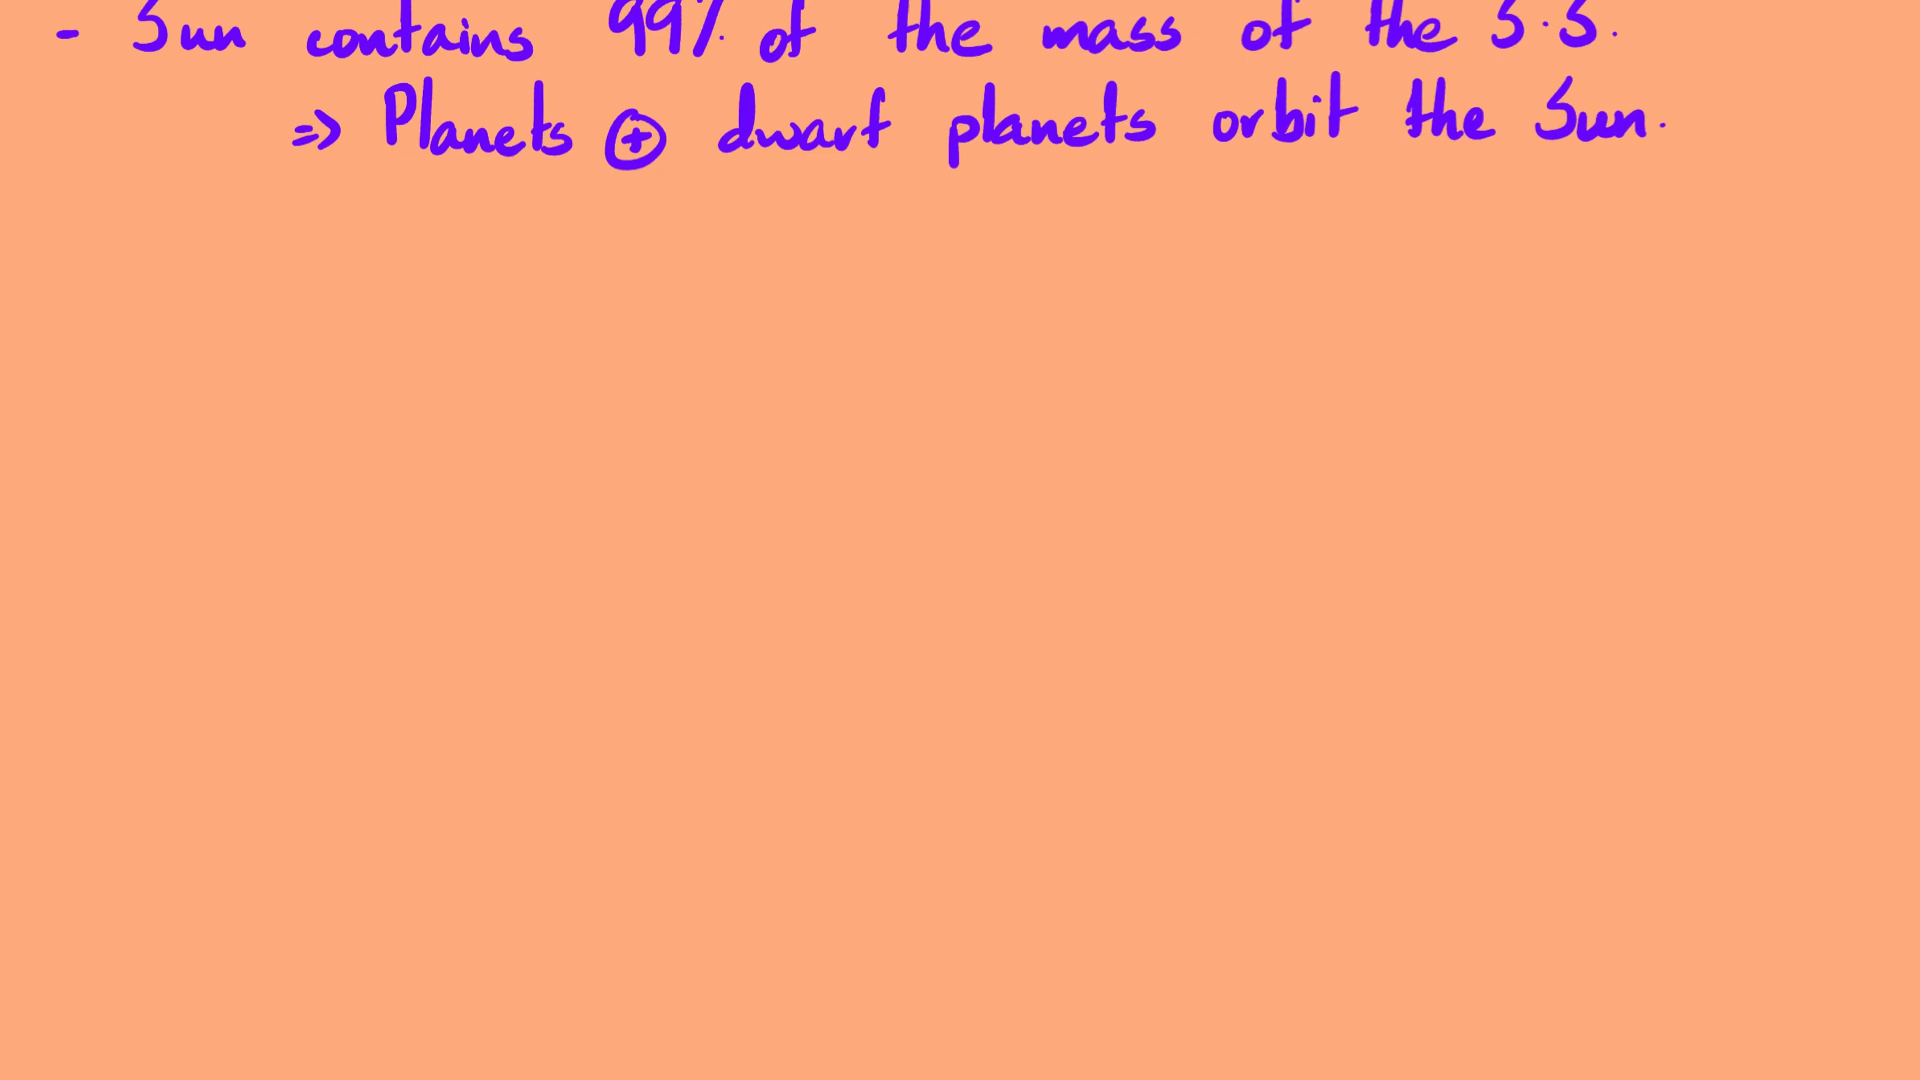 - Sun contains 99% of the mass of the S.S.
=> Planets ⊕ dwarf planets orbit the Sun.